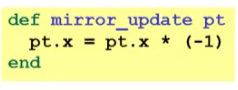 def mirror_update pt
  pt.x = pt.x * (-1)
end